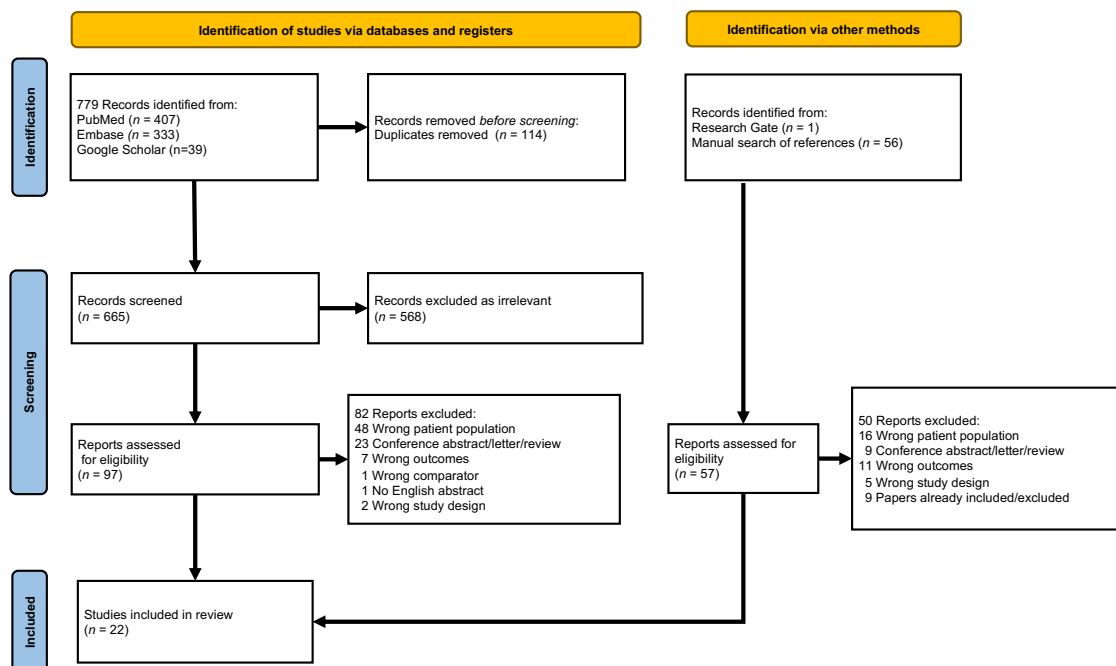 Identification of studies via databases and registers
Identification via other methods
Identification
779 Records identified from:
PubMed (n = 407)
Embase (n = 333)
Google Scholar (n=39)
Records removed before screening:
Duplicates removed (n = 114)
Records identified from:
Research Gate (n = 1)
Manual search of references (n = 56)
Screening
Records screened
(n = 665)
Records excluded as irrelevant
(n = 568)
Reports assessed
for eligibility
(n = 97)
82 Reports excluded:
48 Wrong patient population
23 Conference abstract/letter/review
7 Wrong outcomes
1 Wrong comparator
1 No English abstract
2 Wrong study design
Reports assessed for
eligibility
(n = 57)
50 Reports excluded:
16 Wrong patient population
9 Conference abstract/letter/review
11 Wrong outcomes
5 Wrong study design
9 Papers already included/excluded
Included
Studies included in review
(n = 22)